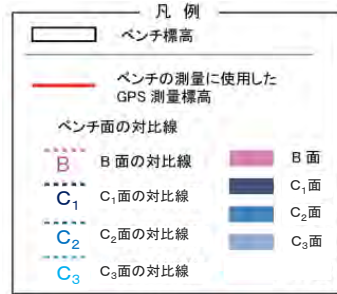 凡 例
ベンチ標高
ベンチの測量に使用した
GPS 測量標高
ベンチ面の対比線
B B 面の対比線
C1 C1面の対比線
C2 C2面の対比線
C3 C3面の対比線
B 面
C1面
C2面
C3面